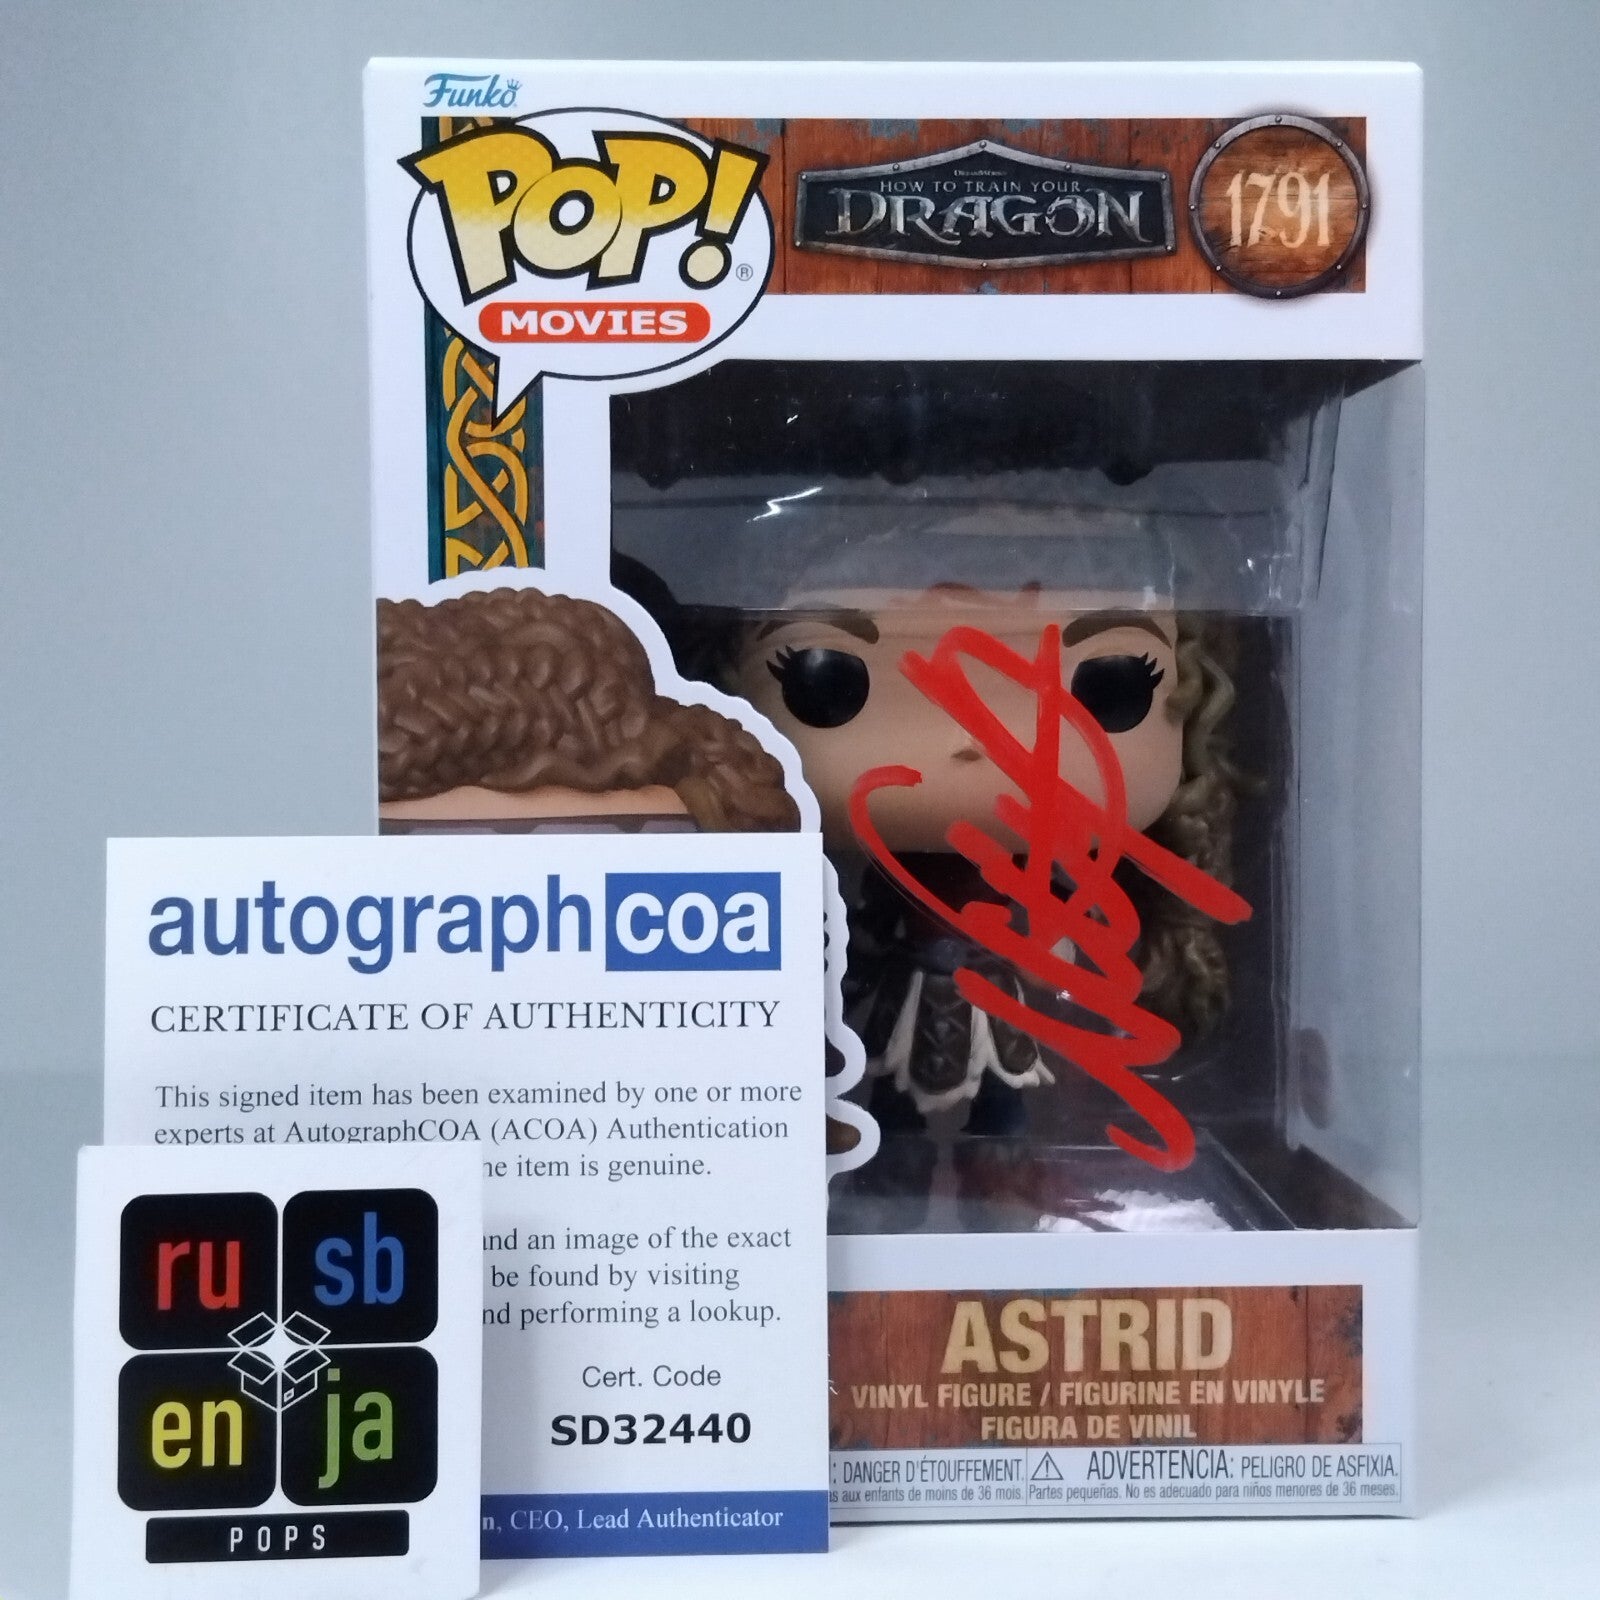 Funko
POP!®
MOVIES
DREAMWORKS
HOW TO TRAIN YOUR
DRAGON
1791
autograph coa
CERTIFICATE OF AUTHENTICITY
This signed item has been examined by one or more
experts at AutographCOA (ACOA) Authentication
item is genuine.
and an image of the exact
be found by visiting
performing a lookup.
Cert. Code
SD32440
, CEO, Lead Authenticator
ru sb
en ja
POPS
ASTRID
VINYL FIGURE / FIGURINE EN VINYLE
FIGURA DE VINIL
: DANGER D'ÉTOUFFEMENT.
aux enfants de moins de 36 mois.
ADVERTENCIA: PELIGRO DE ASFIXIA.
Partes pequeñas. No es adecuado para niños menores de 36 meses.